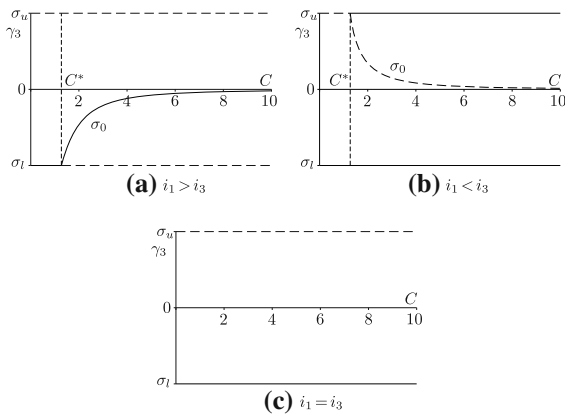 σ_u σ_u
γ_3 γ_3
C* C C* σ_0 C
0 0
2 4 6 8 10 2 4 6 8 10
σ_0
σ_l σ_l
(a) i_1 > i_3 (b) i_1 < i_3
σ_u
γ_3
C
0
2 4 6 8 10
σ_l
(c) i_1 = i_3